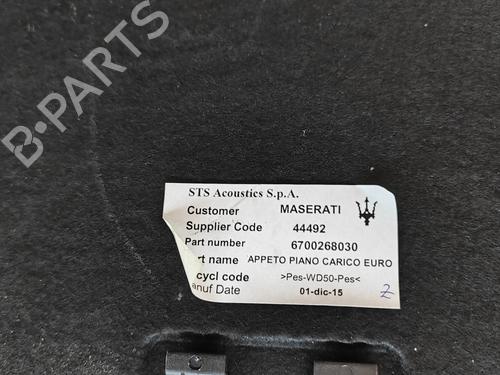 B-PARTS
STS Acoustics S.p.A.
Customer MASERATI
Supplier Code 44492
Part number 6700268030
rt name APPETO PIANO CARICO EURO
cycl code >Pes-WD50-Pes<
anuf Date 01-dic-15
Z